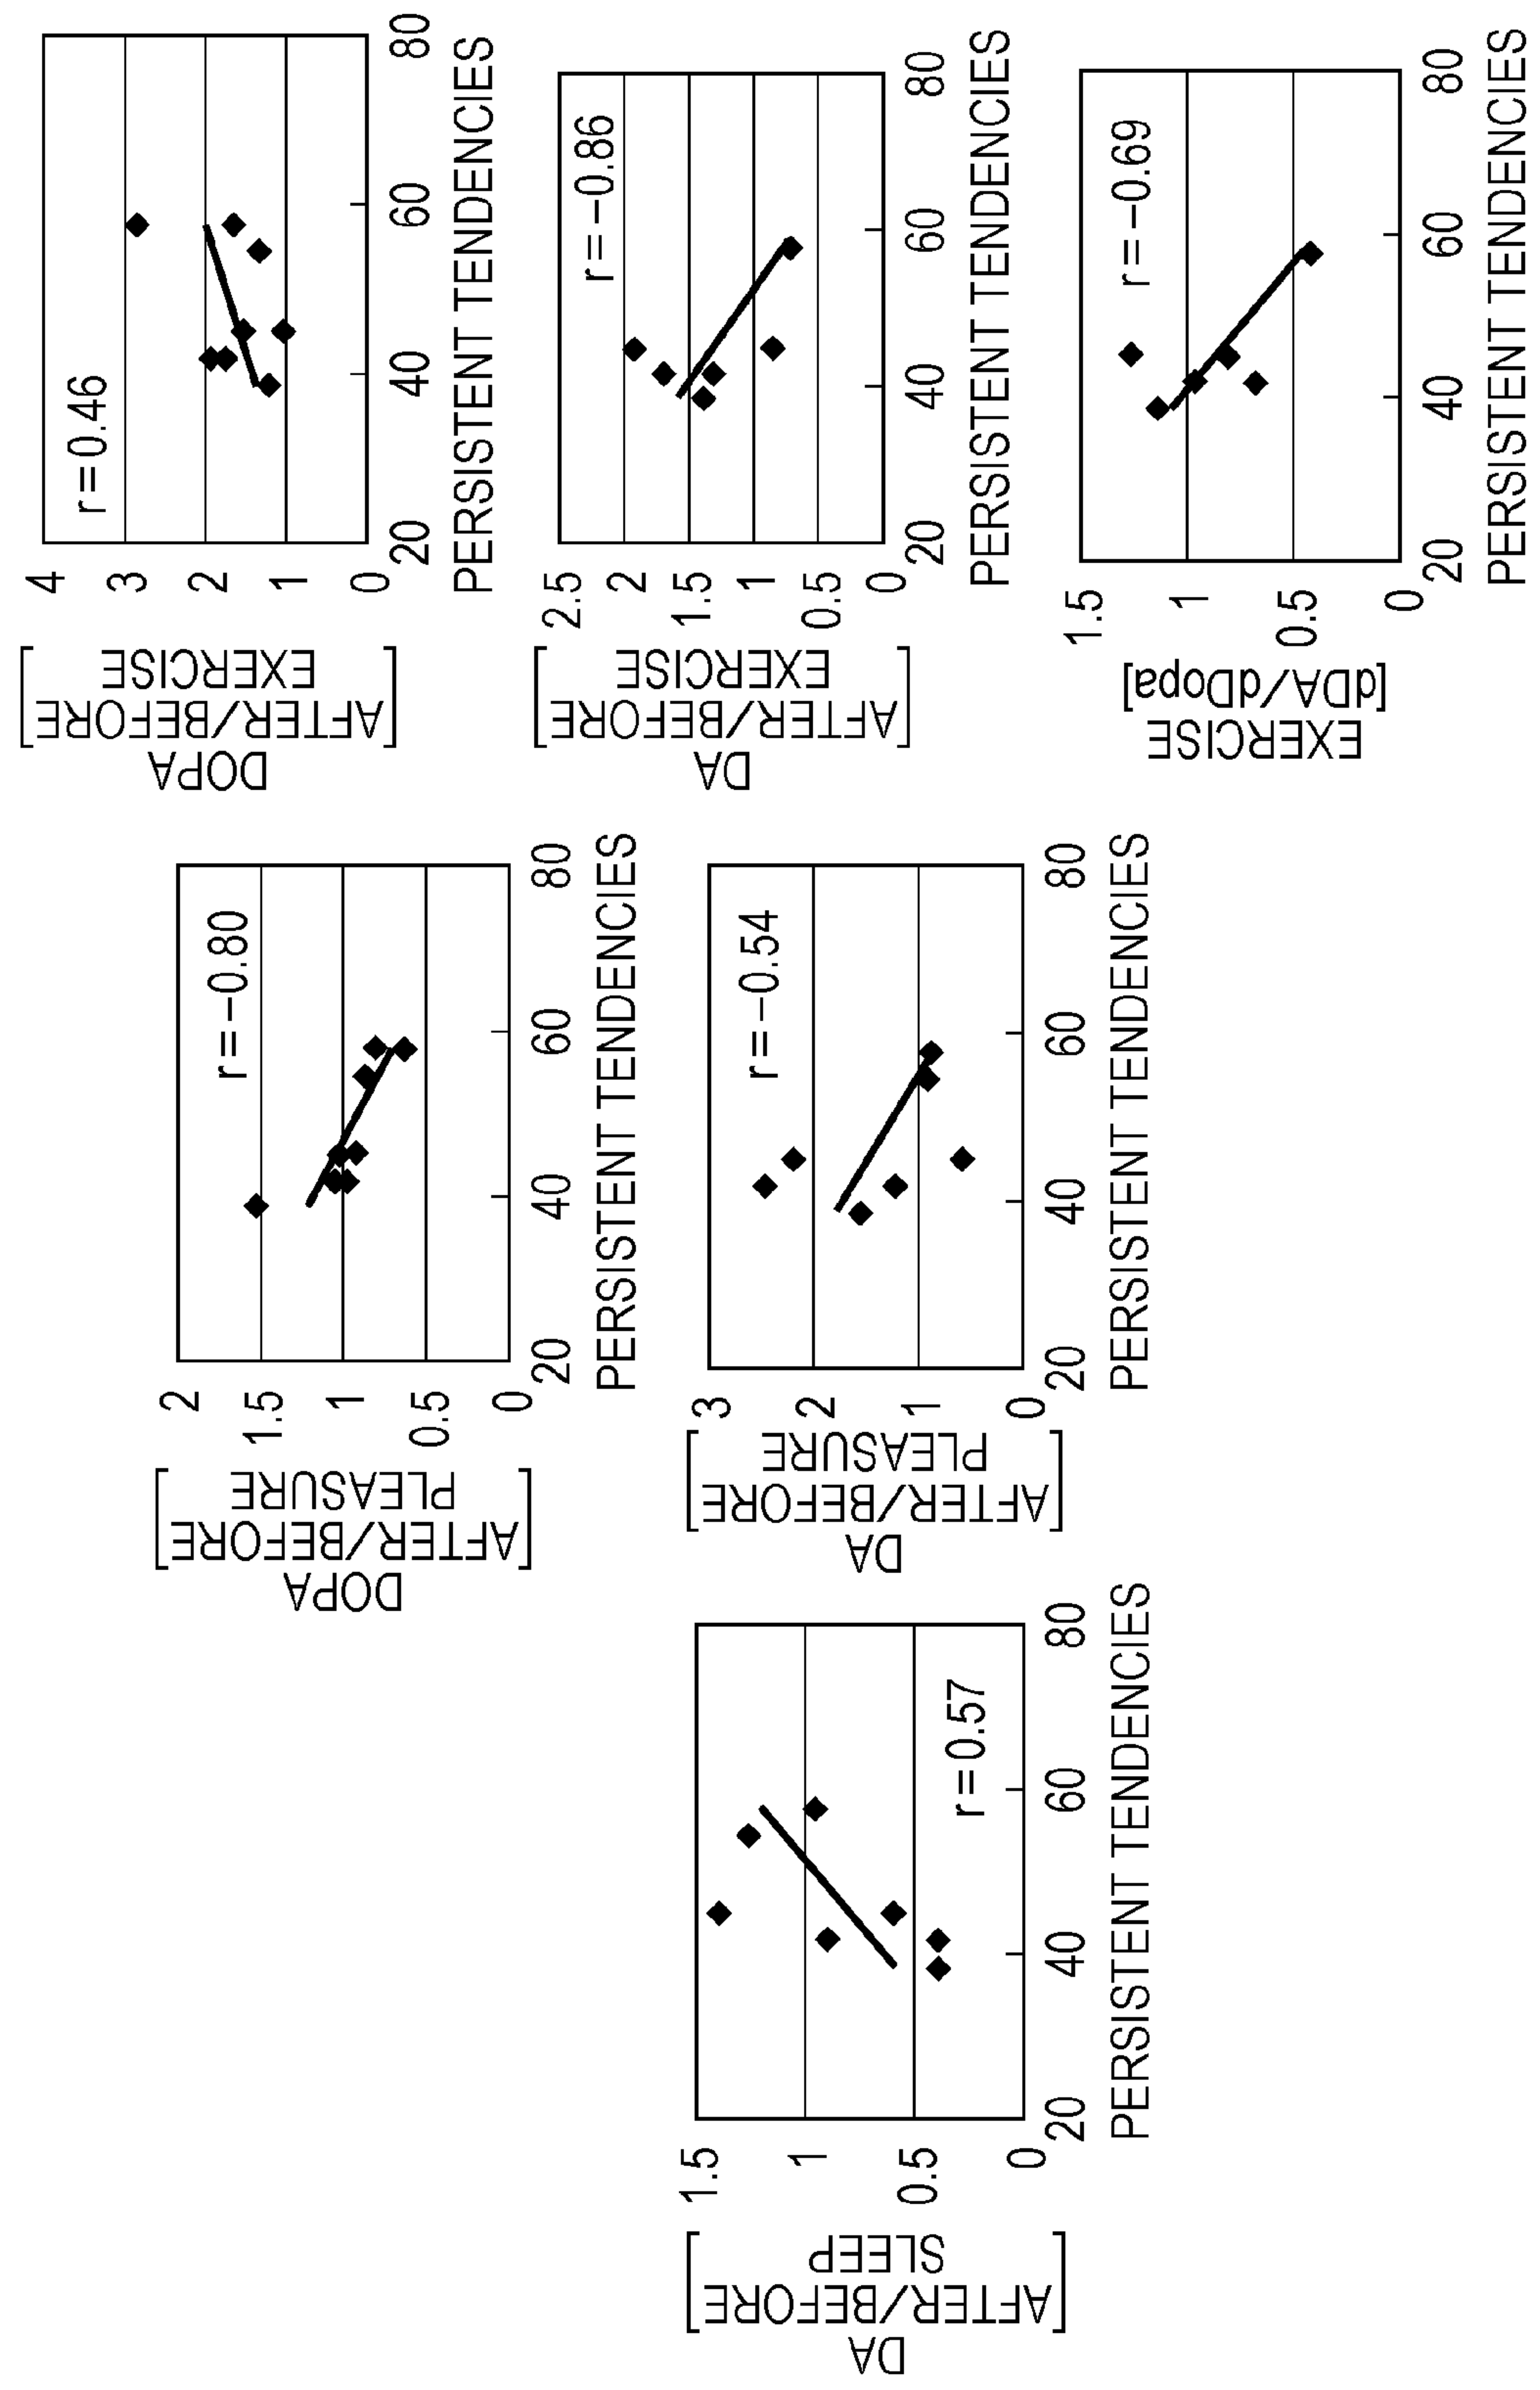 DOPA
[AFTER/BEFORE
PLEASURE]
2
1.5
1
0.5
0
r=-0.80
20
40
60
80
PERSISTENT TENDENCIES
DOPA
[AFTER/BEFORE
EXERCISE]
4
3
2
1
0
r=0.46
20
40
60
80
PERSISTENT TENDENCIES
DA
[AFTER/BEFORE
SLEEP]
1.5
1
0.5
0
r=0.57
20
40
60
80
PERSISTENT TENDENCIES
DA
[AFTER/BEFORE
PLEASURE]
3
2
1
0
r=-0.54
20
40
60
80
PERSISTENT TENDENCIES
DA
[AFTER/BEFORE
EXERCISE]
2.5
2
1.5
1
0.5
0
r=-0.86
20
40
60
80
PERSISTENT TENDENCIES
EXERCISE
[dDA/dDopa]
1.5
1
0.5
0
r=-0.69
20
40
60
80
PERSISTENT TENDENCIES